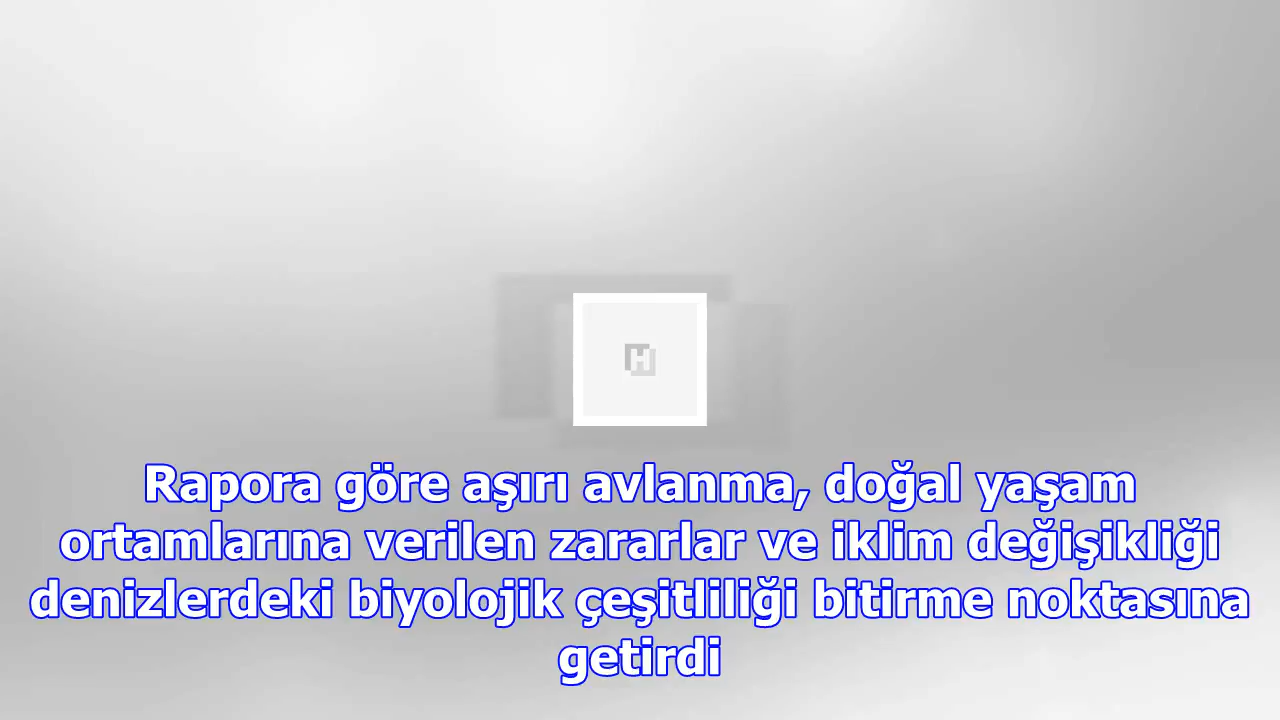 H
Rapora göre aşırı avlanma, doğal yaşam
ortamlarına verilen zararlar ve iklim değişikliği
denizlerdeki biyolojik çeşitliliği bitirme noktasına
getirdi